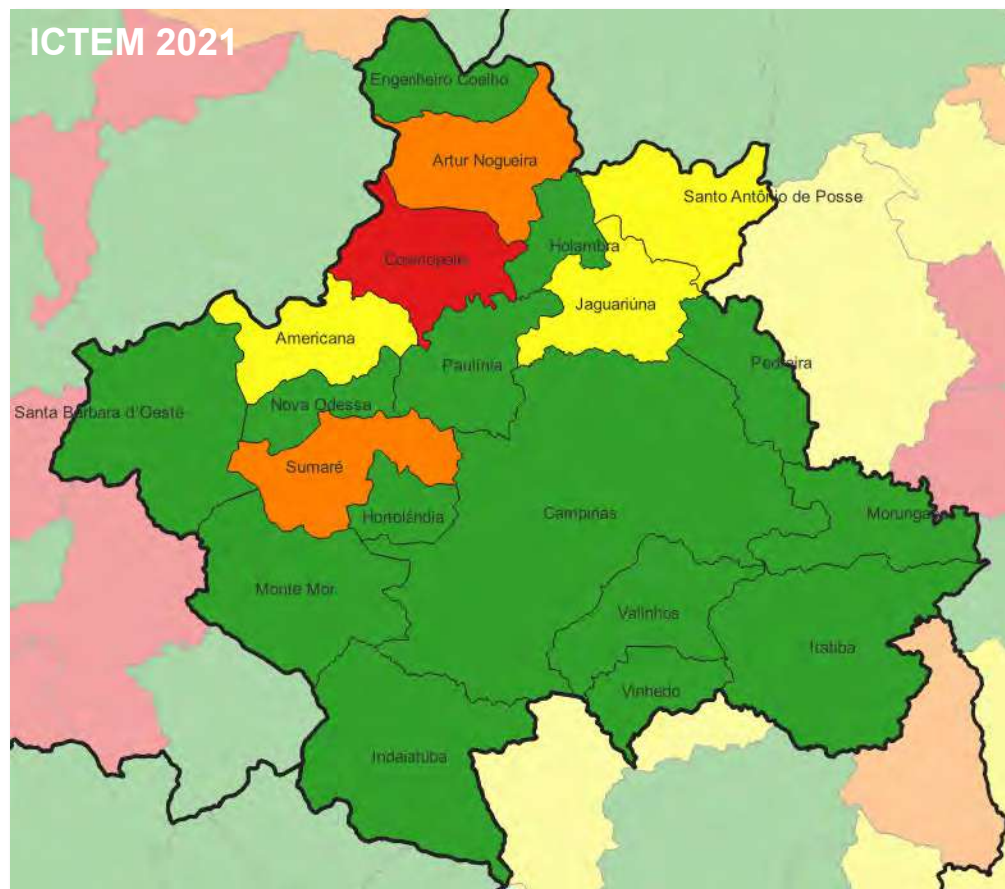 ICTEM 2021
Engenheiro Coelho
Artur Nogueira
Santo Antônio de Posse
Holambra
Cosmópolis
Jaguariúna
Americana
Paulínia
Pedreira
Nova Odessa
Santa Bárbara d'Oeste
Sumaré
Hortolândia
Campinas
Morungaba
Monte Mor
Valinhos
Itatiba
Vinhedo
Indaiatuba